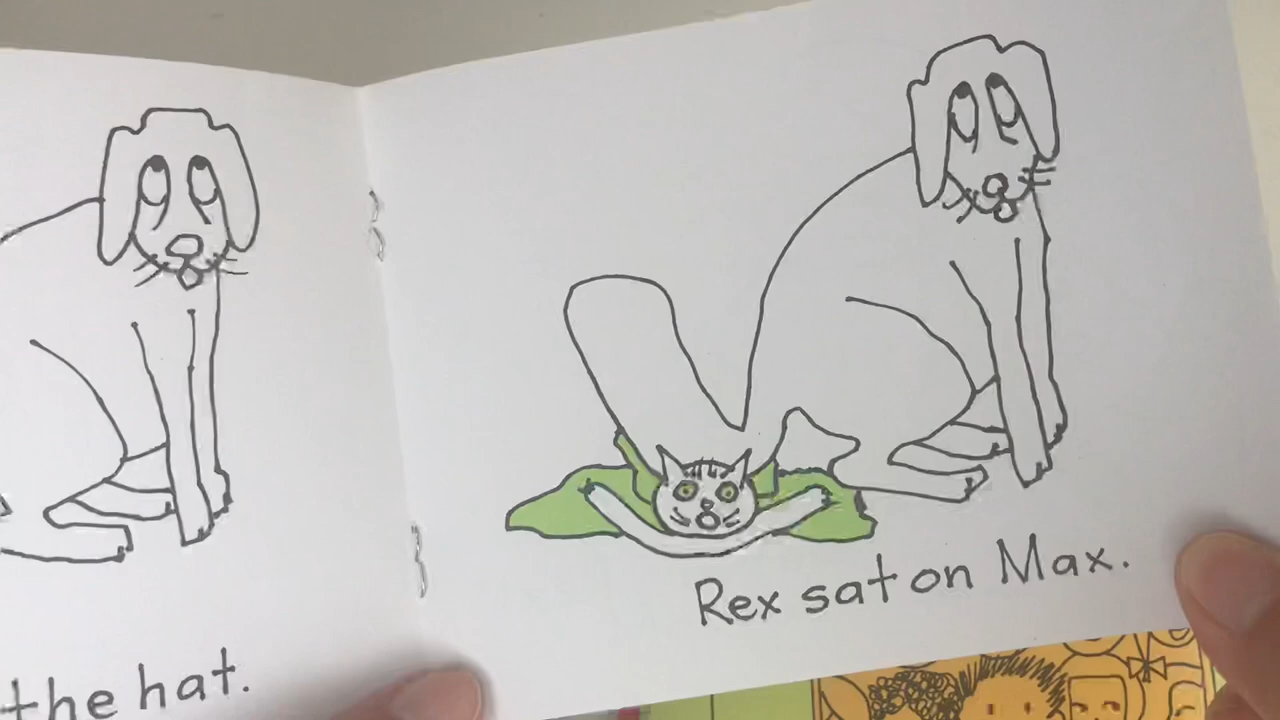 the hat.
Rex sat on Max.